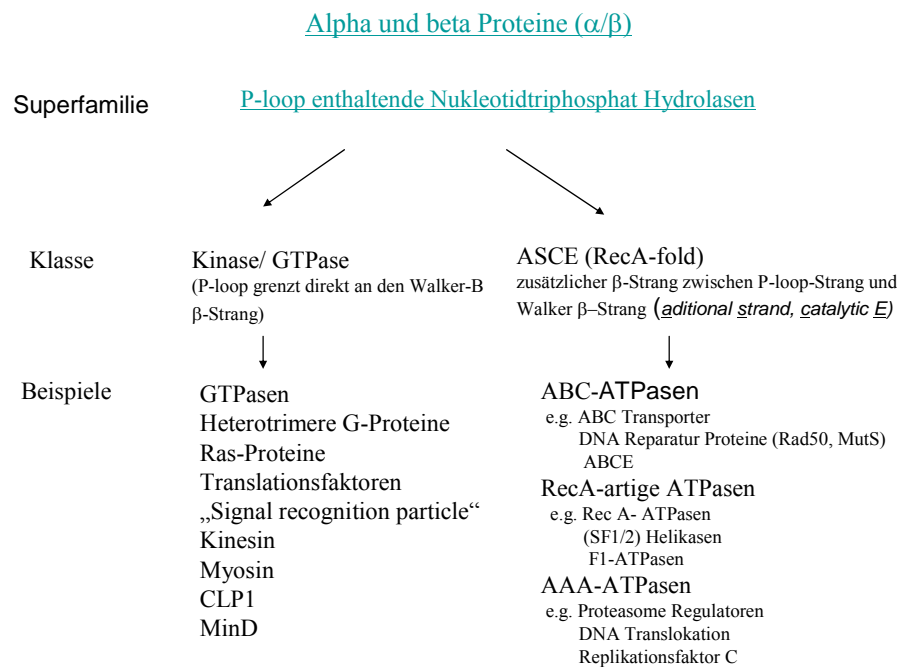 Alpha und beta Proteine (α/β)
Superfamilie
P-loop enthaltende Nukleotidtriphosphat Hydrolasen
Klasse
Kinase/ GTPase
(P-loop grenzt direkt an den Walker-B
β-Strang)
ASCE (RecA-fold)
zusätzlicher β-Strang zwischen P-loop-Strang und
Walker β–Strang (aditional strand, catalytic E)
Beispiele
GTPasen
Heterotrimere G-Proteine
Ras-Proteine
Translationsfaktoren
„Signal recognition particle“
Kinesin
Myosin
CLP1
MinD
ABC-ATPasen
e.g. ABC Transporter
DNA Reparatur Proteine (Rad50, MutS)
ABCE
RecA-artige ATPasen
e.g. Rec A- ATPasen
(SF1/2) Helikasen
F1-ATPasen
AAA-ATPasen
e.g. Proteasome Regulatoren
DNA Translokation
Replikationsfaktor C